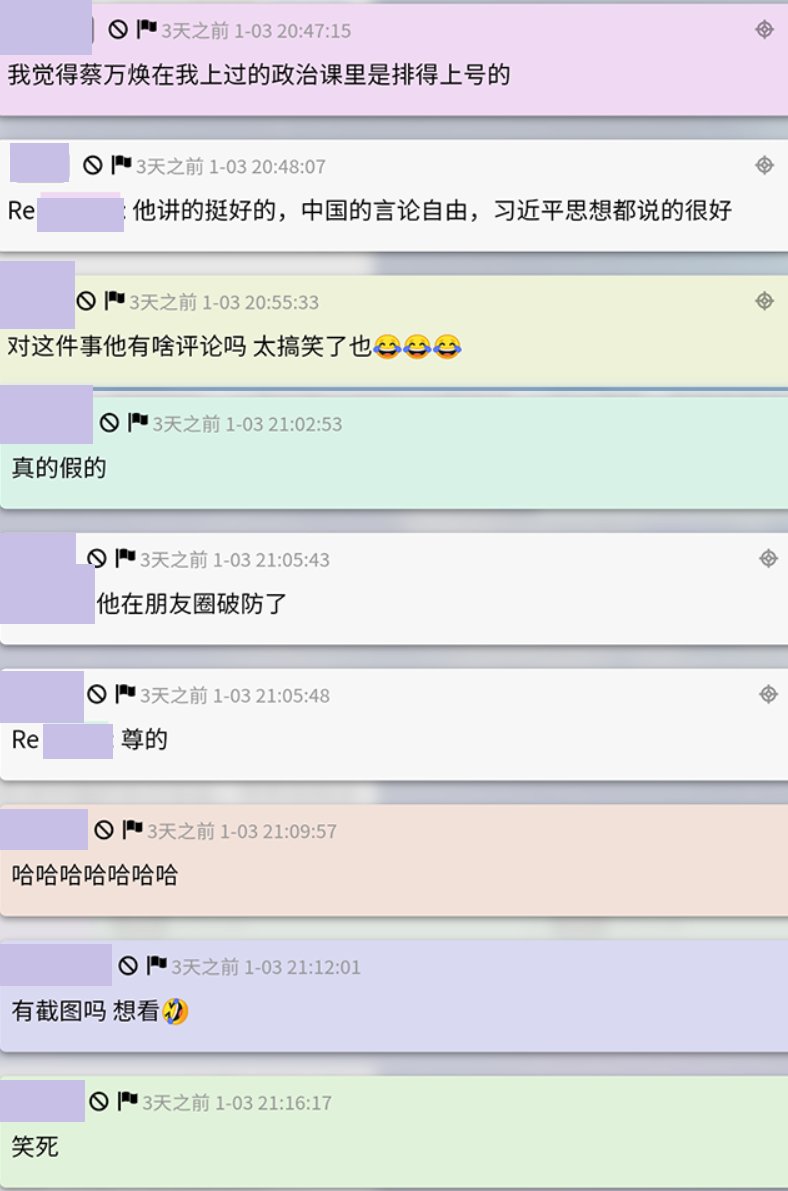 3天之前 1-03 20:47:15
我觉得蔡万焕在我上过的政治课里是排得上号的
3天之前 1-03 20:48:07
Re : 他讲的挺好的，中国的言论自由，习近平思想都说的很好
3天之前 1-03 20:55:33
对这件事他有啥评论吗 太搞笑了也😂😂😂
3天之前 1-03 21:02:53
真的假的
3天之前 1-03 21:05:43
他在朋友圈破防了
3天之前 1-03 21:05:48
Re : 尊的
3天之前 1-03 21:09:57
哈哈哈哈哈哈哈
3天之前 1-03 21:12:01
有截图吗 想看🤣
3天之前 1-03 21:16:17
笑死